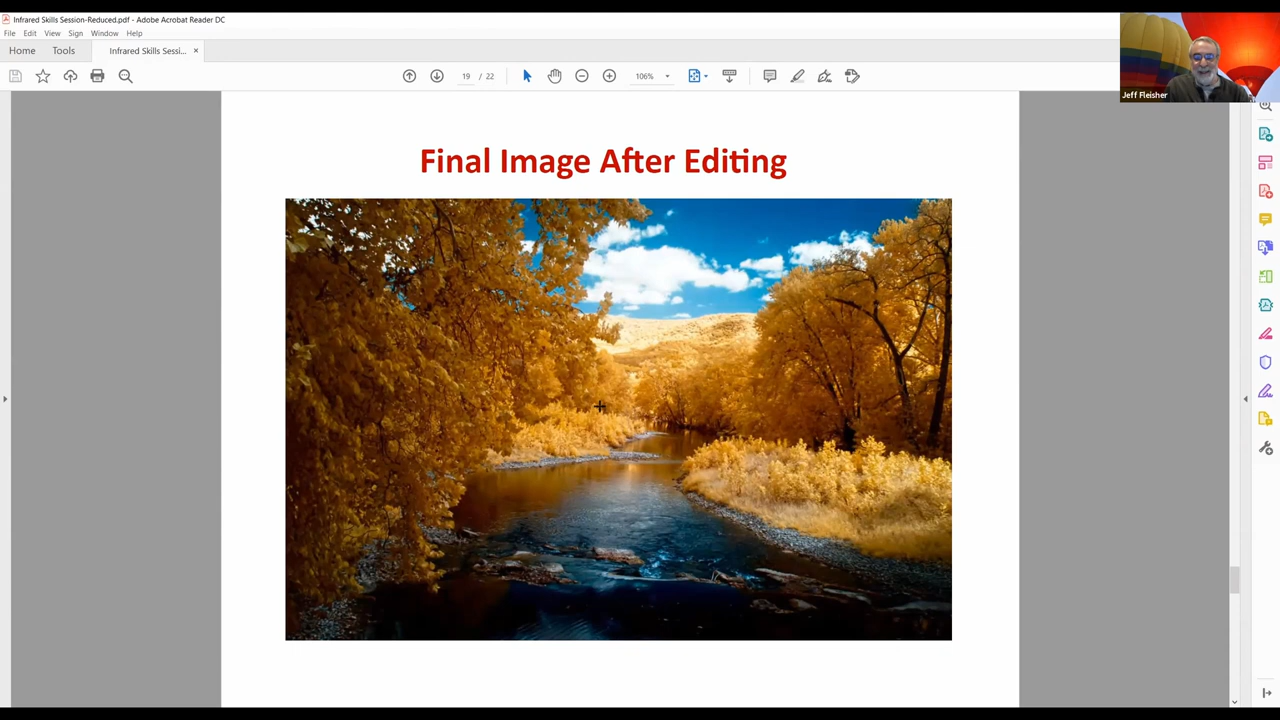 Infrared Skills Session-Reduced.pdf - Adobe Acrobat Reader DC
File Edit View Sign Window Help
Home Tools Infrared Skills Sessi... ×
19 / 22 106%
Jeff Fleisher
Final Image After Editing